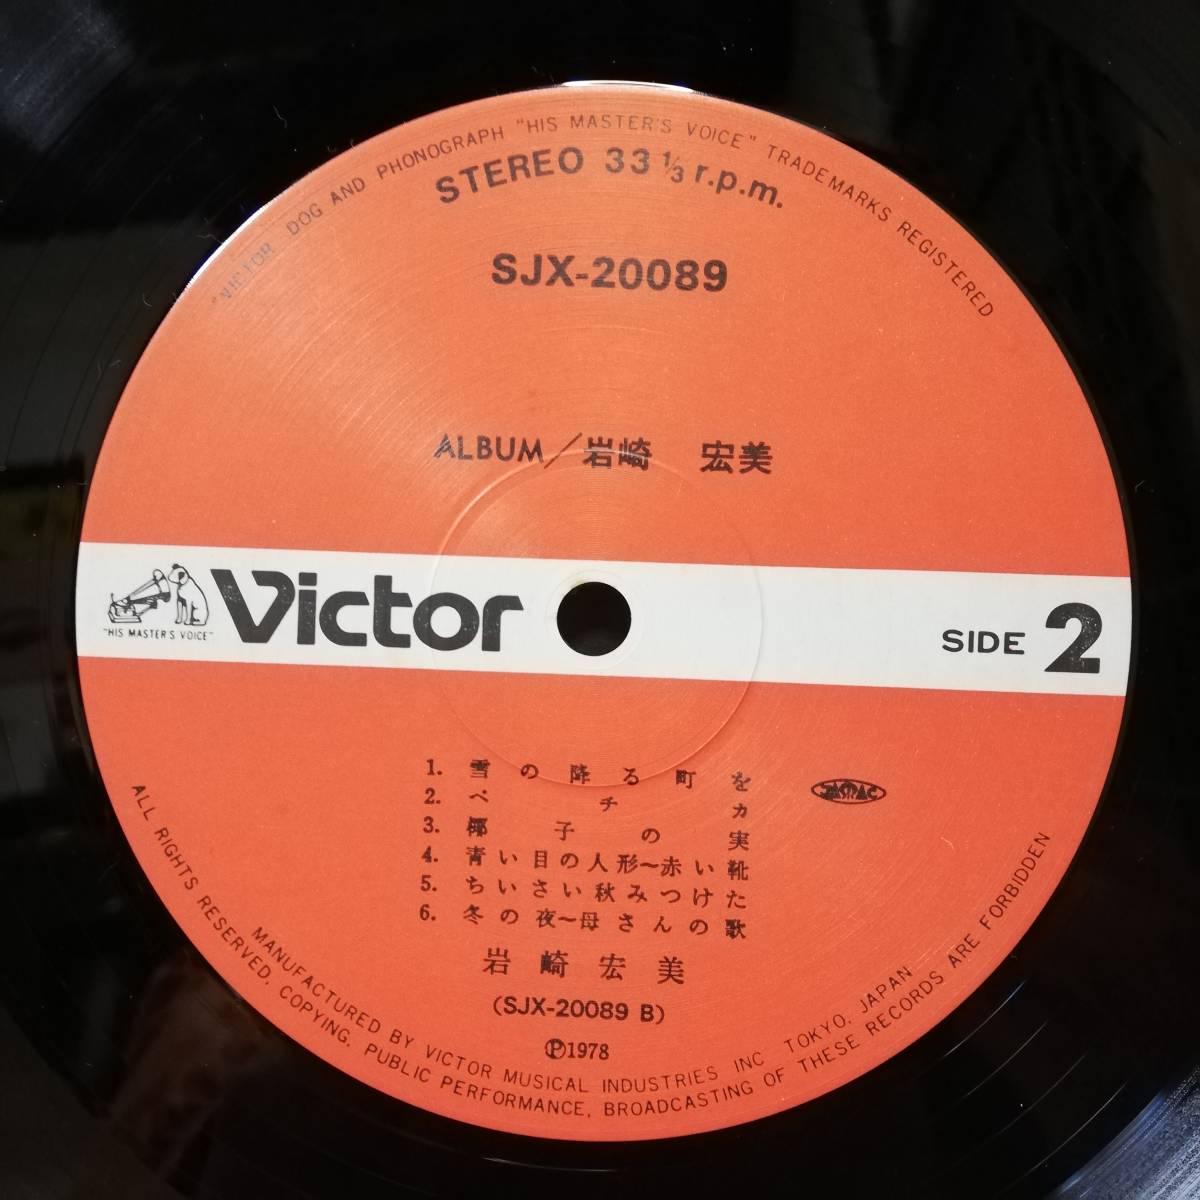 "VICTOR, DOG AND PHONOGRAPH "HIS MASTER'S VOICE" TRADEMARKS REGISTERED
STEREO 33 1/3 r.p.m.
SJX-20089
ALBUM/岩崎 宏美
"HIS MASTER'S VOICE"
Victor
SIDE 2
1. 雪の降る町を
2. ペチカ
3. 椰子の実
4. 青い目の人形〜赤い靴
5. ちいさい秋みつけた
6. 冬の夜〜母さんの歌
JASRAC
岩崎宏美
(SJX-20089 B)
Ⓟ1978
MANUFACTURED BY VICTOR MUSICAL INDUSTRIES INC TOKYO, JAPAN
ALL RIGHTS RESERVED, COPYING, PUBLIC PERFORMANCE, BROADCASTING OF THESE RECORDS ARE FORBIDDEN